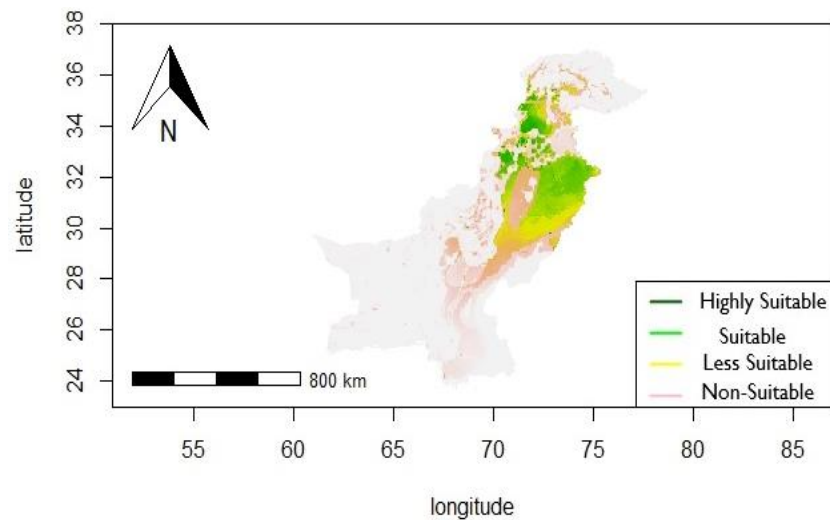 38
36
34
32
30
28
26
24
latitude
N
800 km
Highly Suitable
Suitable
Less Suitable
Non-Suitable
55
60
65
70
75
80
85
longitude